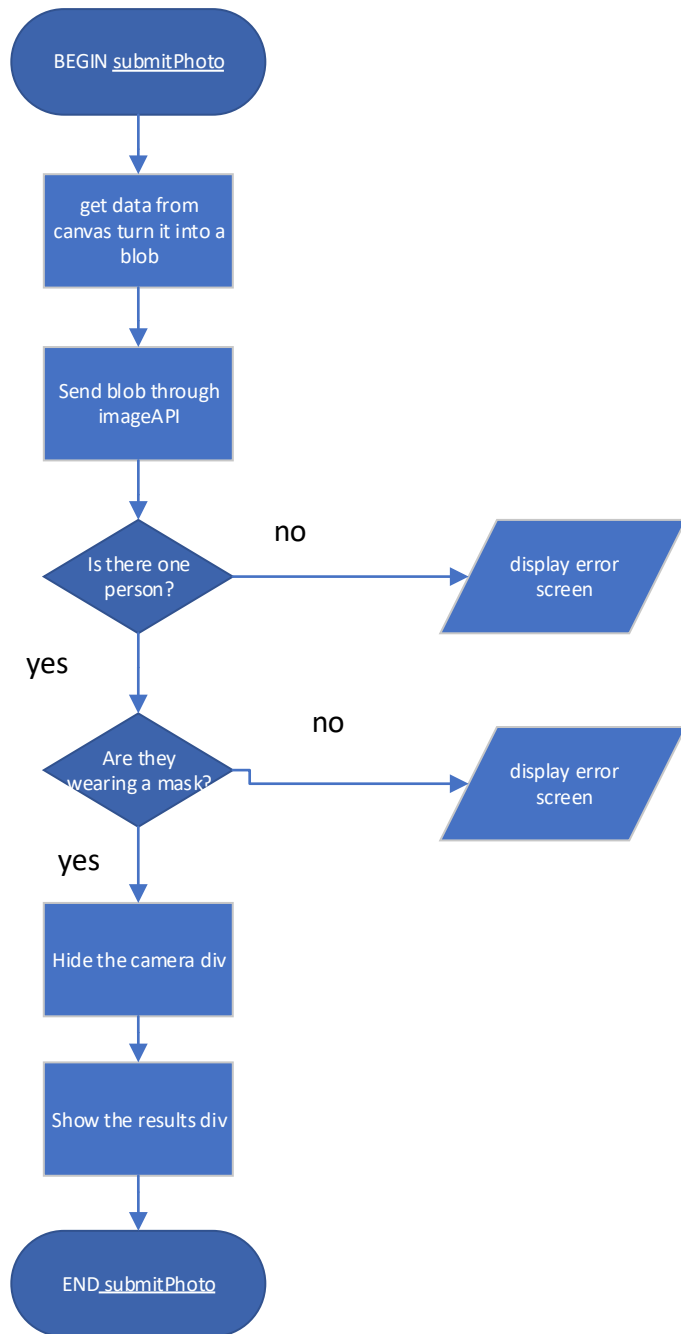 BEGIN submitPhoto
get data from
canvas turn it into a
blob
Send blob through
imageAPI
Is there one
person?
no
display error
screen
yes
Are they
wearing a mask?
no
display error
screen
yes
Hide the camera div
Show the results div
END submitPhoto